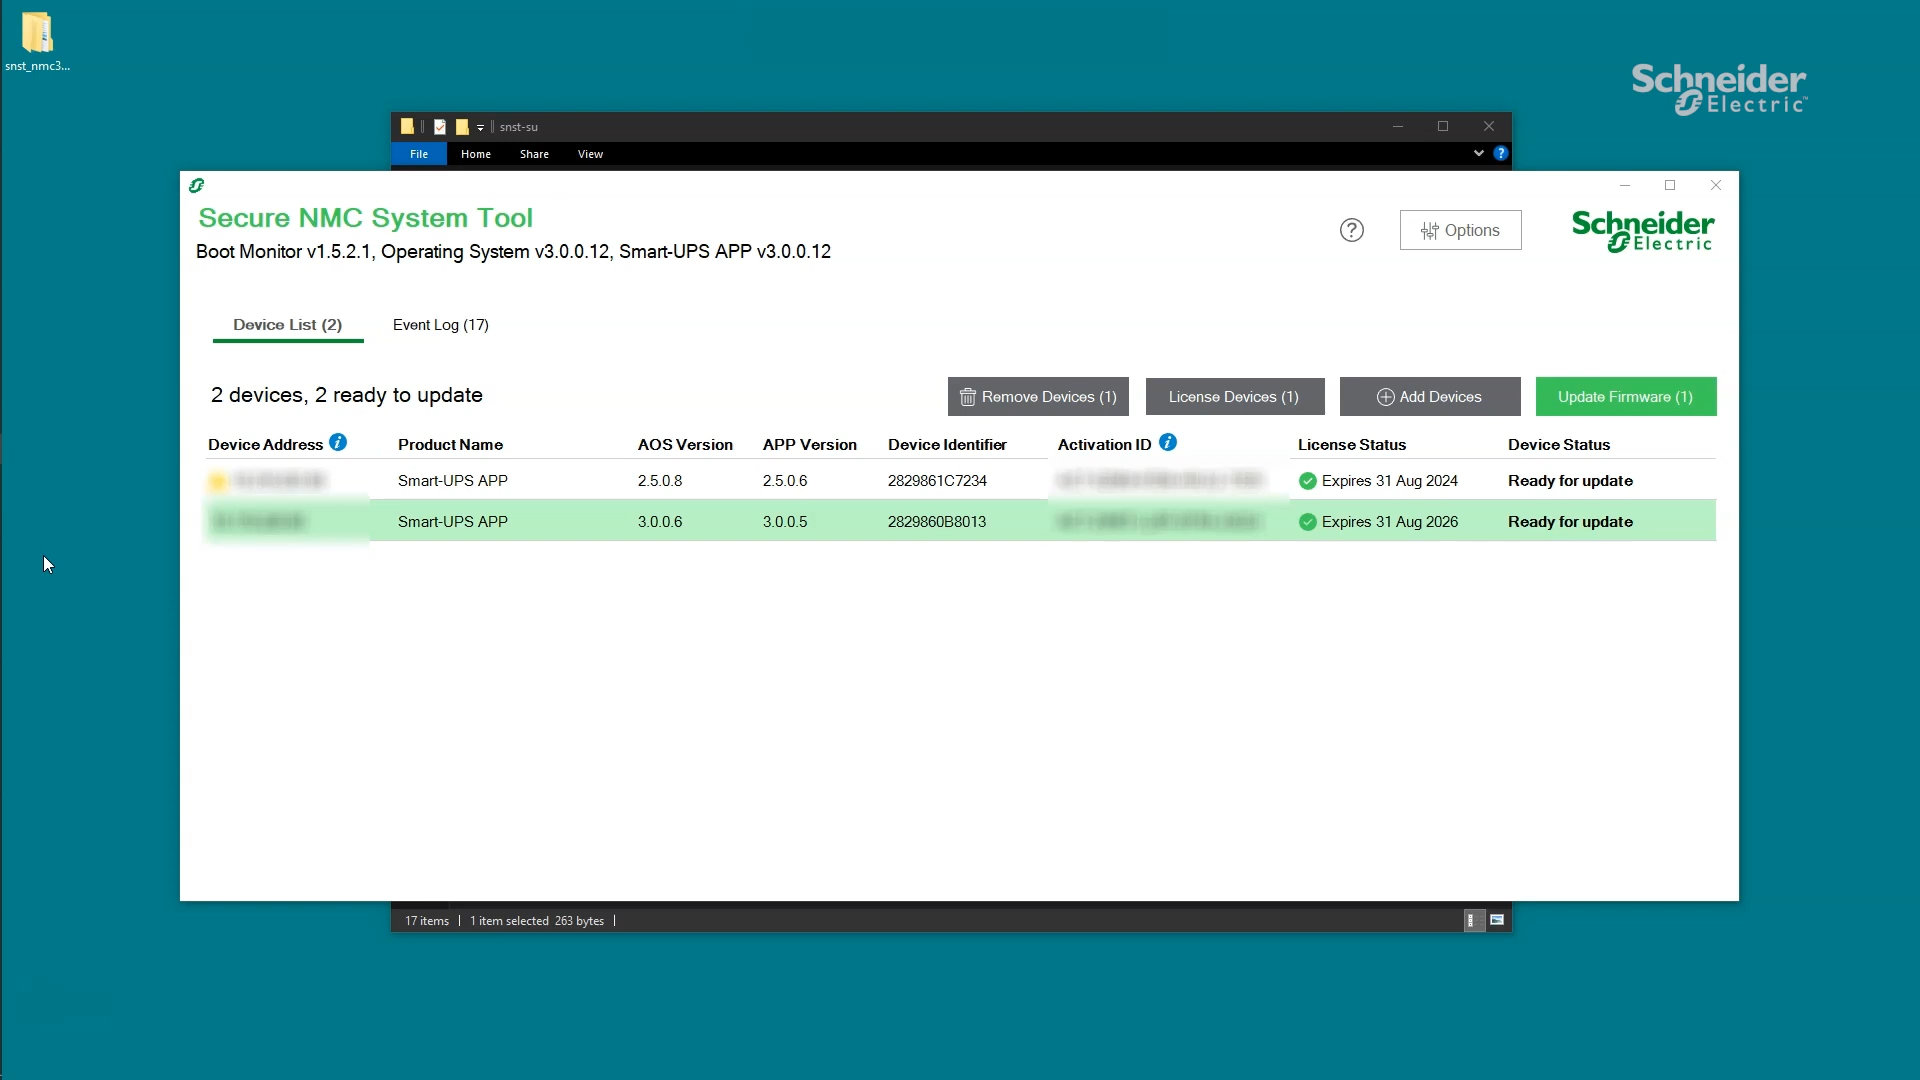 snst_nmc3...
Schneider
Electric™
snst-su
File Home Share View
Secure NMC System Tool
Boot Monitor v1.5.2.1, Operating System v3.0.0.12, Smart-UPS APP v3.0.0.12
Options
Schneider
Electric
Device List (2) Event Log (17)
2 devices, 2 ready to update
Remove Devices (1) License Devices (1) Add Devices Update Firmware (1)
Device Address Product Name AOS Version APP Version Device Identifier Activation ID License Status Device Status
Smart-UPS APP 2.5.0.8 2.5.0.6 2829861C7234 Expires 31 Aug 2024 Ready for update
Smart-UPS APP 3.0.0.6 3.0.0.5 2829860B8013 Expires 31 Aug 2026 Ready for update
17 items 1 item selected 263 bytes